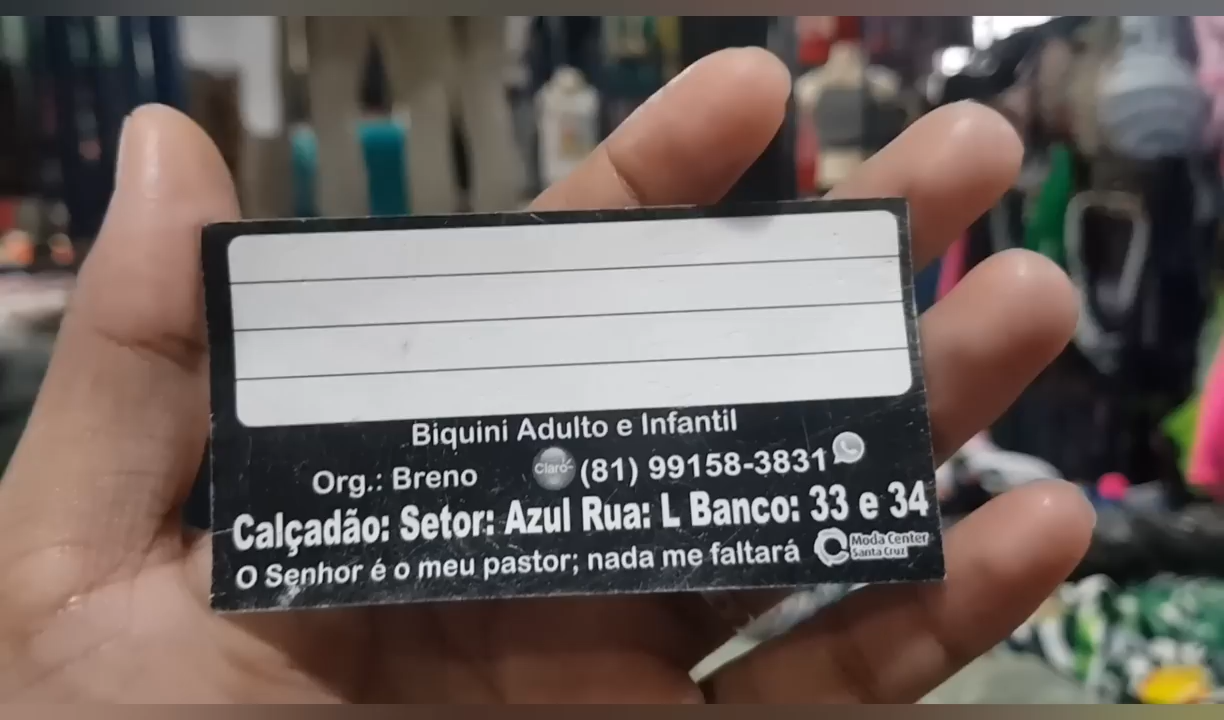 Biquini Adulto e Infantil
Org.: Breno Claro (81) 99158-3831
Calçadão: Setor: Azul Rua: L Banco: 33 e 34
O Senhor é o meu pastor; nada me faltará
Moda Center
Santa Cruz